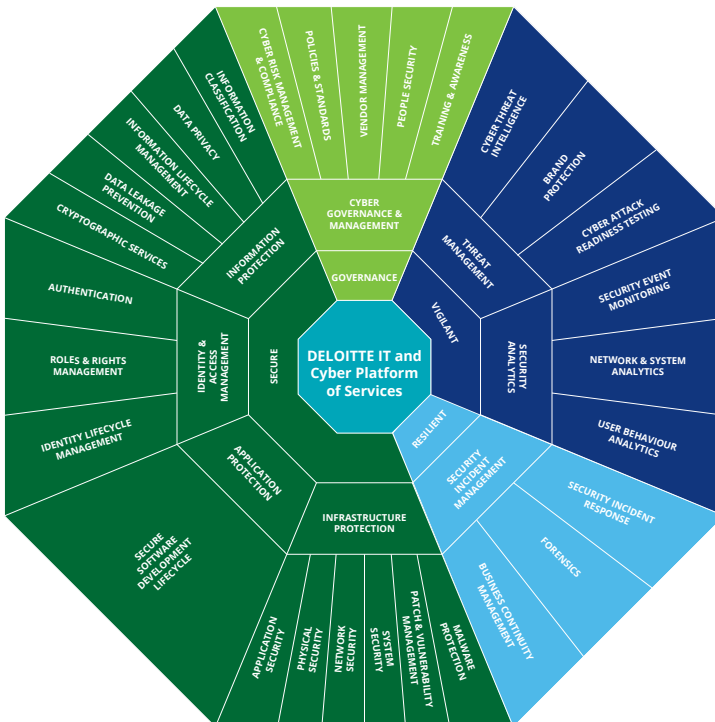 DELOITTE IT and
Cyber Platform
of Services
GOVERNANCE
CYBER
GOVERNANCE &
MANAGEMENT
CYBER RISK MANAGEMENT
& COMPLIANCE
POLICIES & STANDARDS
VENDOR MANAGEMENT
PEOPLE SECURITY
TRAINING & AWARENESS
VIGILANT
THREAT
MANAGEMENT
CYBER THREAT
INTELLIGENCE
BRAND
PROTECTION
CYBER ATTACK
READINESS TESTING
SECURITY
ANALYTICS
SECURITY EVENT
MONITORING
NETWORK & SYSTEM
ANALYTICS
USER BEHAVIOUR
ANALYTICS
RESILIENT
SECURITY
INCIDENT
MANAGEMENT
SECURITY INCIDENT
RESPONSE
FORENSICS
BUSINESS CONTINUITY
MANAGEMENT
SECURE
INFRASTRUCTURE
PROTECTION
MALWARE
PROTECTION
PATCH & VULNERABILITY
MANAGEMENT
SYSTEM
SECURITY
NETWORK
SECURITY
PHYSICAL
SECURITY
APPLICATION
SECURITY
APPLICATION
PROTECTION
SECURE
SOFTWARE
DEVELOPMENT
LIFECYCLE
IDENTITY &
ACCESS
MANAGEMENT
IDENTITY LIFECYCLE
MANAGEMENT
ROLES & RIGHTS
MANAGEMENT
AUTHENTICATION
INFORMATION
PROTECTION
CRYPTOGRAPHIC SERVICES
DATA LEAKAGE
PREVENTION
INFORMATION LIFECYCLE
MANAGEMENT
DATA PRIVACY
INFORMATION
CLASSIFICATION